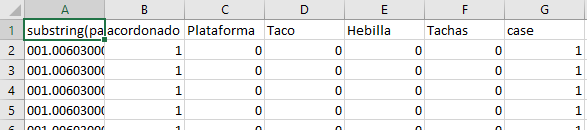 A B C D E F G
1 substring(pa acordonado Plataforma Taco Hebilla Tachas case
2 001.00603000 1 0 0 0 0 1
3 001.00603000 1 0 0 0 0 1
4 001.00603000 1 0 0 0 0 1
5 001.00603000 1 0 0 0 0 1